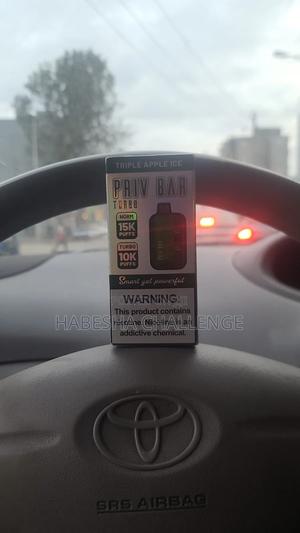 TRIPLE APPLE ICE
PRIV BAR
TURBO
NORM
15K
PUFFS
TURBO
10K
PUFFS
Smart yet powerful
WARNING:
This product contains
nicotine. Nicotine is an
addictive chemical.
HABESHA CHALLENGE
SRS AIRBAG